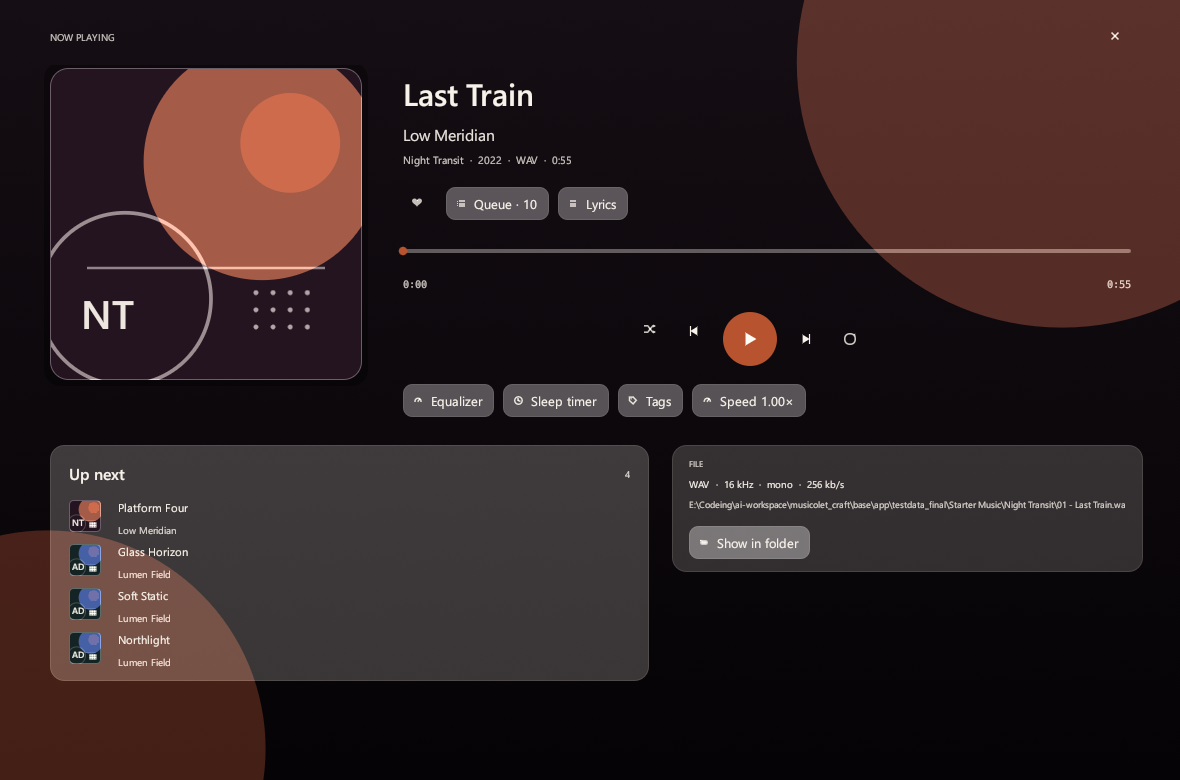 NOW PLAYING
Last Train
Low Meridian
Night Transit · 2022 · WAV · 0:55
Queue · 10
Lyrics
0:00
0:55
NT
Equalizer
Sleep timer
Tags
Speed 1.00×
Up next
4
NT
Platform Four
Low Meridian
AD
Glass Horizon
Lumen Field
AD
Soft Static
Lumen Field
AD
Northlight
Lumen Field
FILE
WAV · 16 kHz · mono · 256 kb/s
E:\Codeing\ai-workspace\musicolet_craft\base\app\testdata_final\Starter Music\Night Transit\01 - Last Train.wa
Show in folder